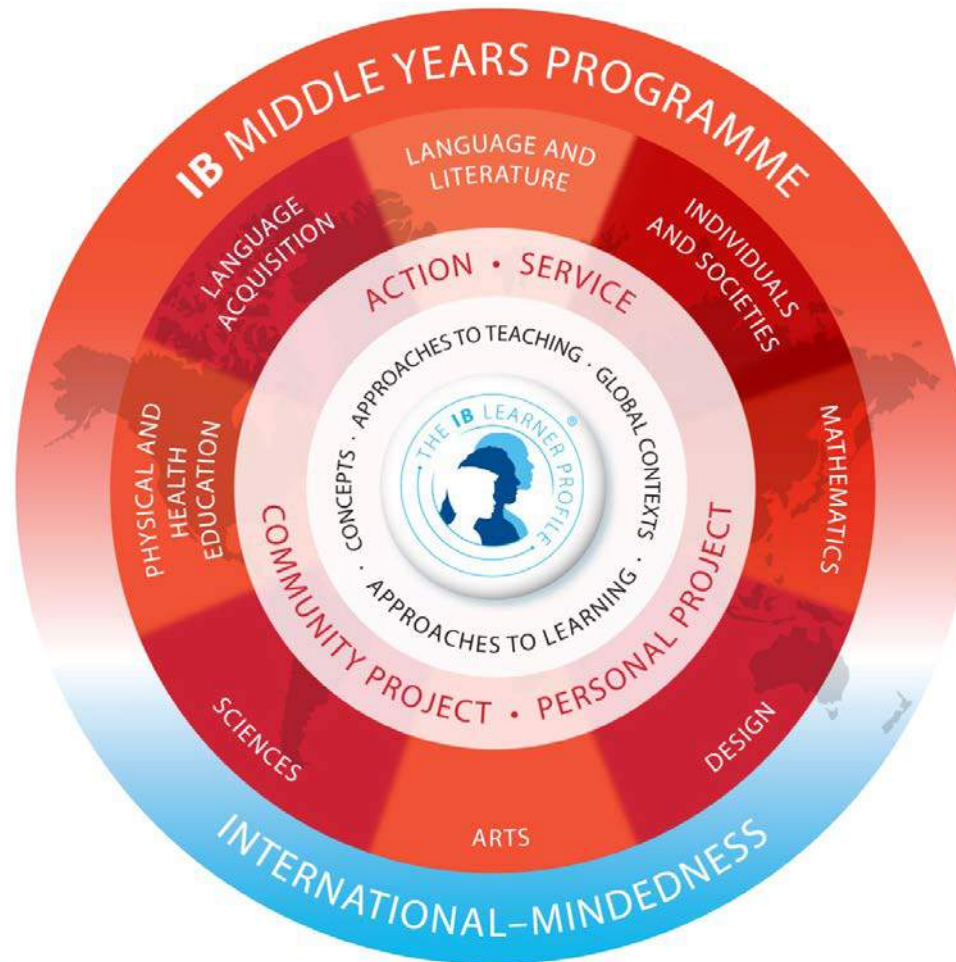 IB MIDDLE YEARS PROGRAMME
LANGUAGE AND
LITERATURE
INDIVIDUALS
AND SOCIETIES
MATHEMATICS
DESIGN
ARTS
SCIENCES
PHYSICAL AND
HEALTH
EDUCATION
LANGUAGE
ACQUISITION
ACTION · SERVICE
COMMUNITY PROJECT · PERSONAL PROJECT
· CONCEPTS · APPROACHES TO TEACHING · GLOBAL CONTEXTS ·
APPROACHES TO LEARNING
· THE IB LEARNER PROFILE · ®
INTERNATIONAL–MINDEDNESS